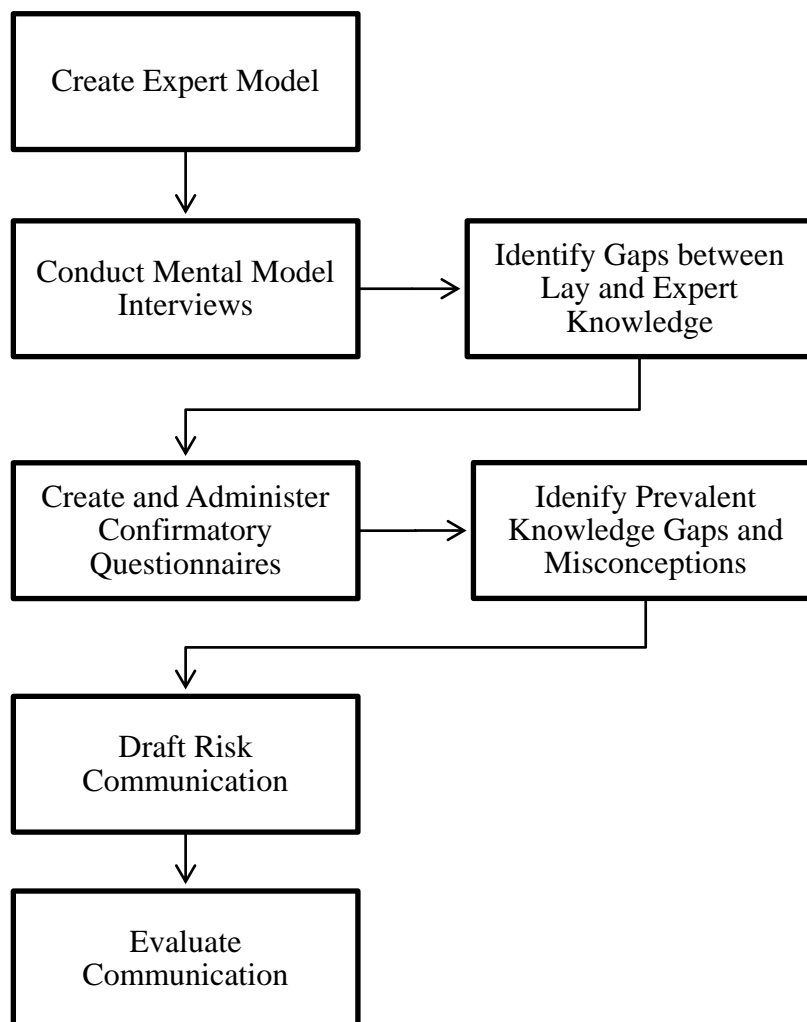 Create Expert Model
Conduct Mental Model
Interviews
Identify Gaps between
Lay and Expert
Knowledge
Create and Administer
Confirmatory
Questionnaires
Idenify Prevalent
Knowledge Gaps and
Misconceptions
Draft Risk
Communication
Evaluate
Communication